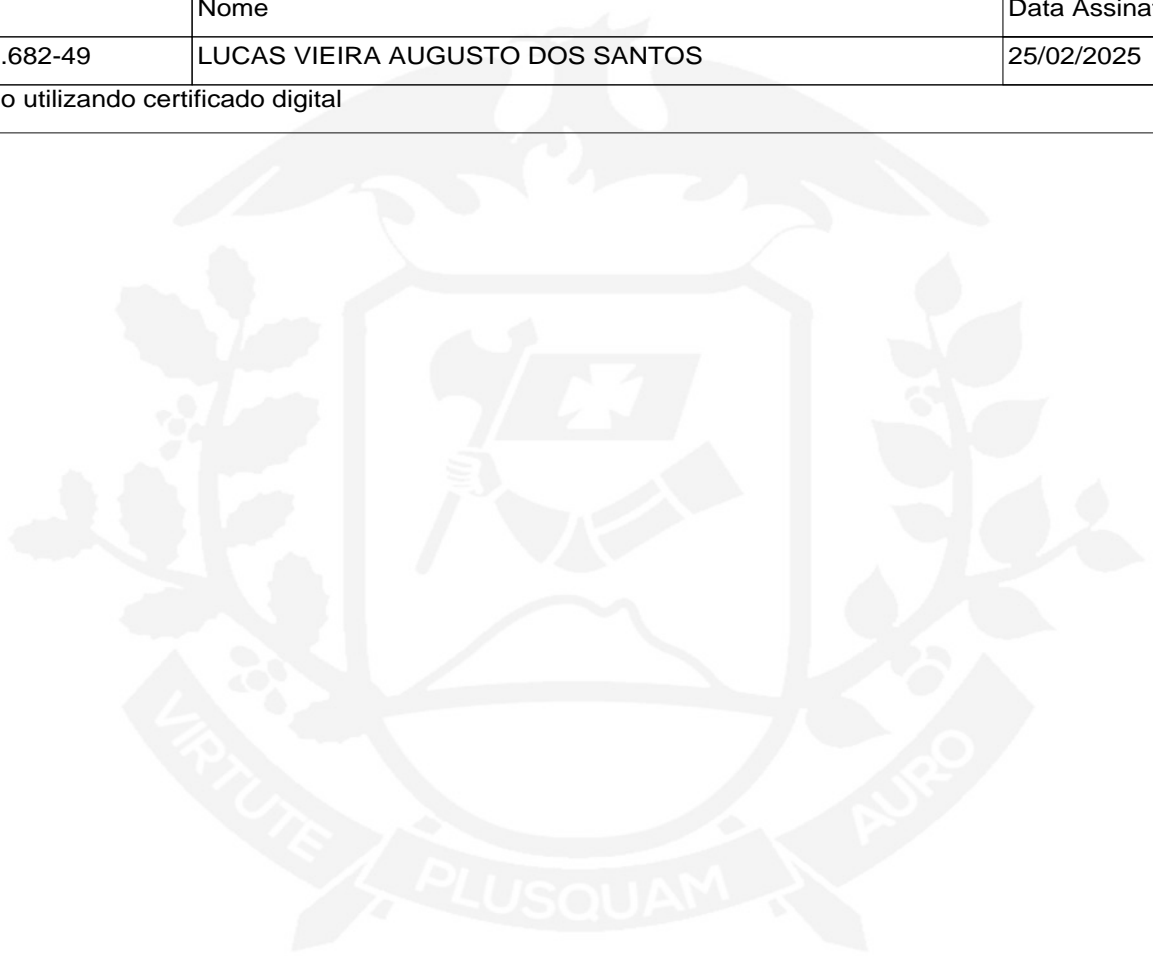 Nome Data Assinat
.682-49 LUCAS VIEIRA AUGUSTO DOS SANTOS 25/02/2025
o utilizando certificado digital
VIRTUTE PLUSQUAM AURO